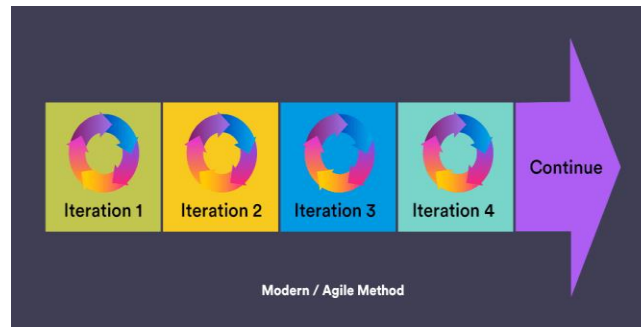 Iteration 1
Iteration 2
Iteration 3
Iteration 4
Continue
Modern / Agile Method